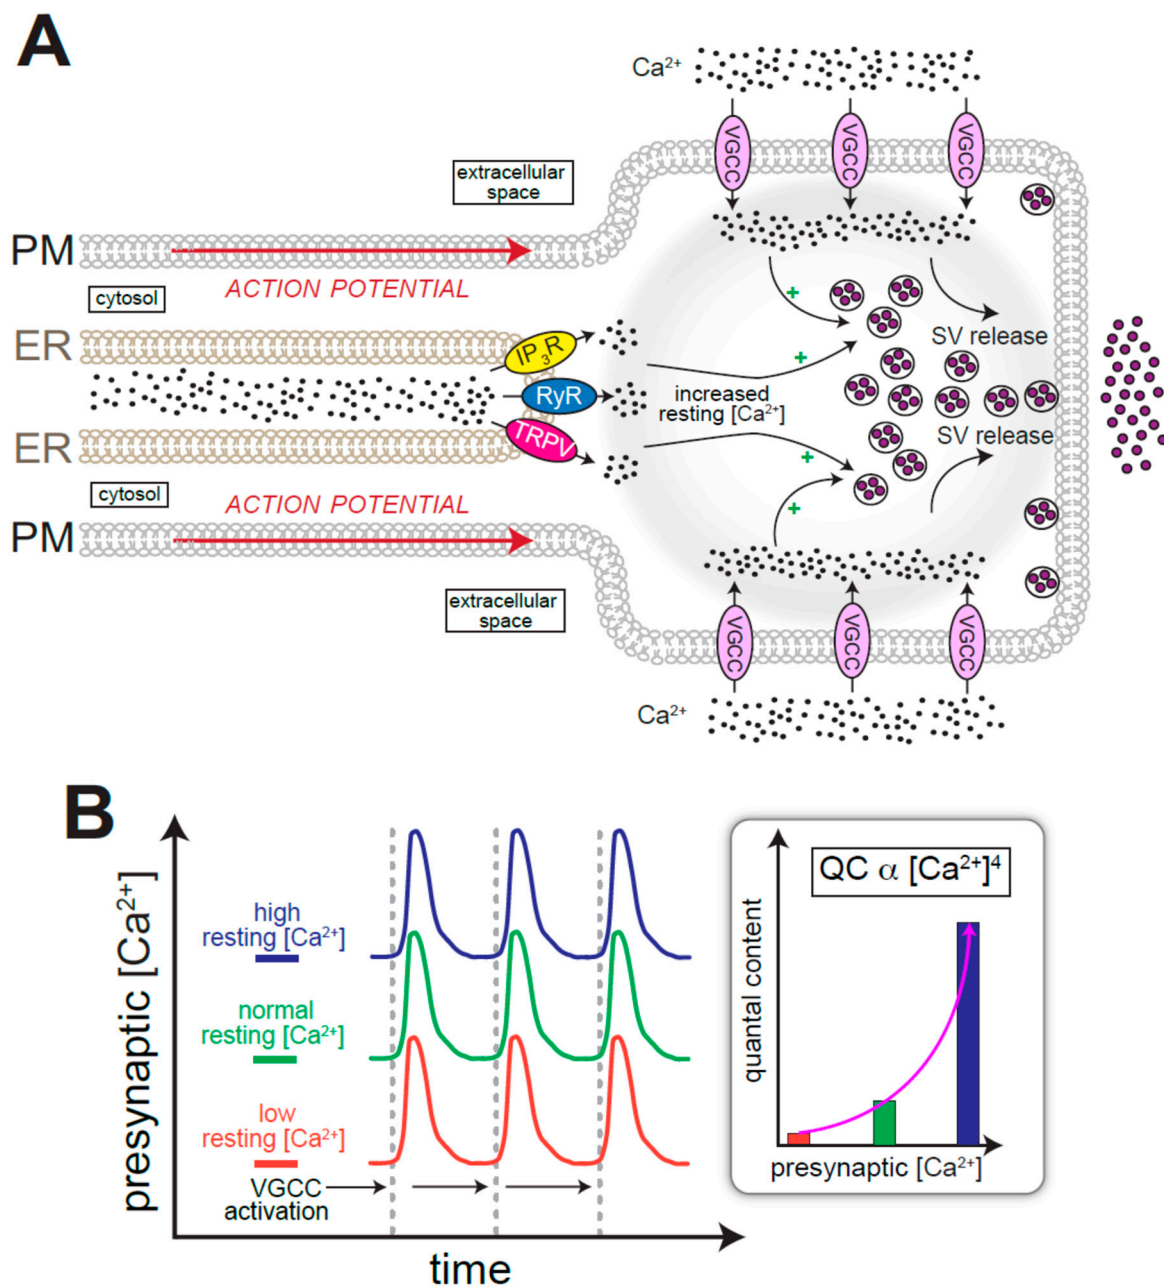 A
Ca²⁺
VGCC
VGCC
VGCC
extracellular
space
PM
ACTION POTENTIAL
cytosol
ER
IP₃R
SV release
RyR
increased
resting [Ca²⁺]
TRPV
ER
SV release
cytosol
ACTION POTENTIAL
PM
extracellular
space
VGCC
VGCC
VGCC
Ca²⁺
B
presynaptic [Ca²⁺]
high
resting [Ca²⁺]
normal
resting [Ca²⁺]
low
resting [Ca²⁺]
VGCC
activation
time
QC α [Ca²⁺]⁴
quantal content
presynaptic [Ca²⁺]